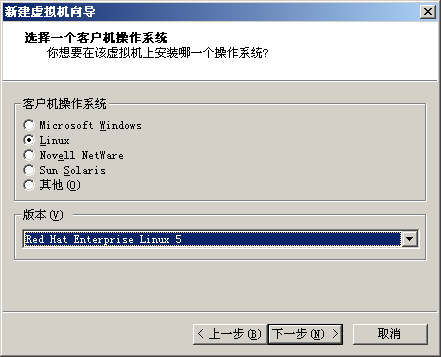 新建虚拟机向导
选择一个客户机操作系统
你想要在该虚拟机上安装哪一个操作系统?
客户机操作系统
Microsoft Windows
Linux
Novell NetWare
Sun Solaris
其他(O)
版本(V)
Red Hat Enterprise Linux 5
< 上一步(B) 下一步(N) > 取消